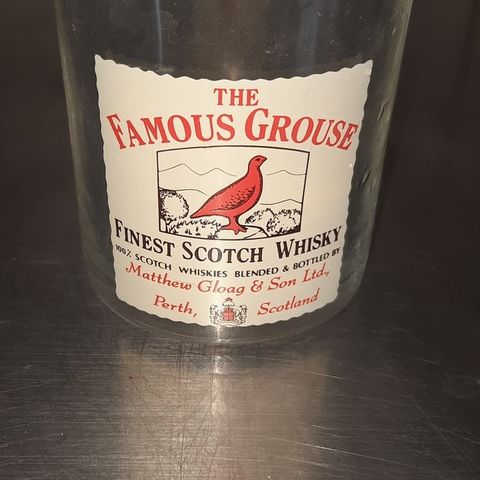 THE
FAMOUS GROUSE
FINEST SCOTCH WHISKY
100% SCOTCH WHISKIES BLENDED & BOTTLED BY
Matthew Gloag & Son Ltd.,
Perth, Scotland